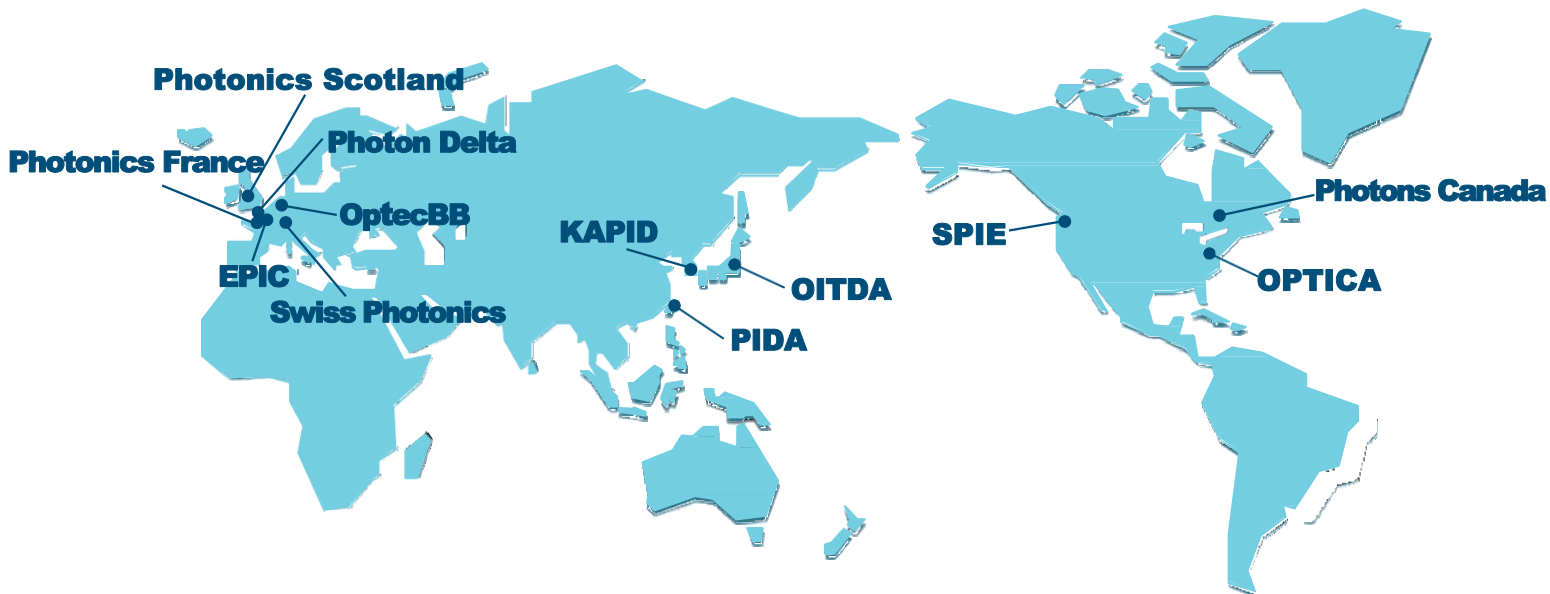 Photonics Scotland
Photon Delta
Photonics France
OptecBB
EPIC
Swiss Photonics
KAPID
OITDA
PIDA
SPIE
Photons Canada
OPTICA